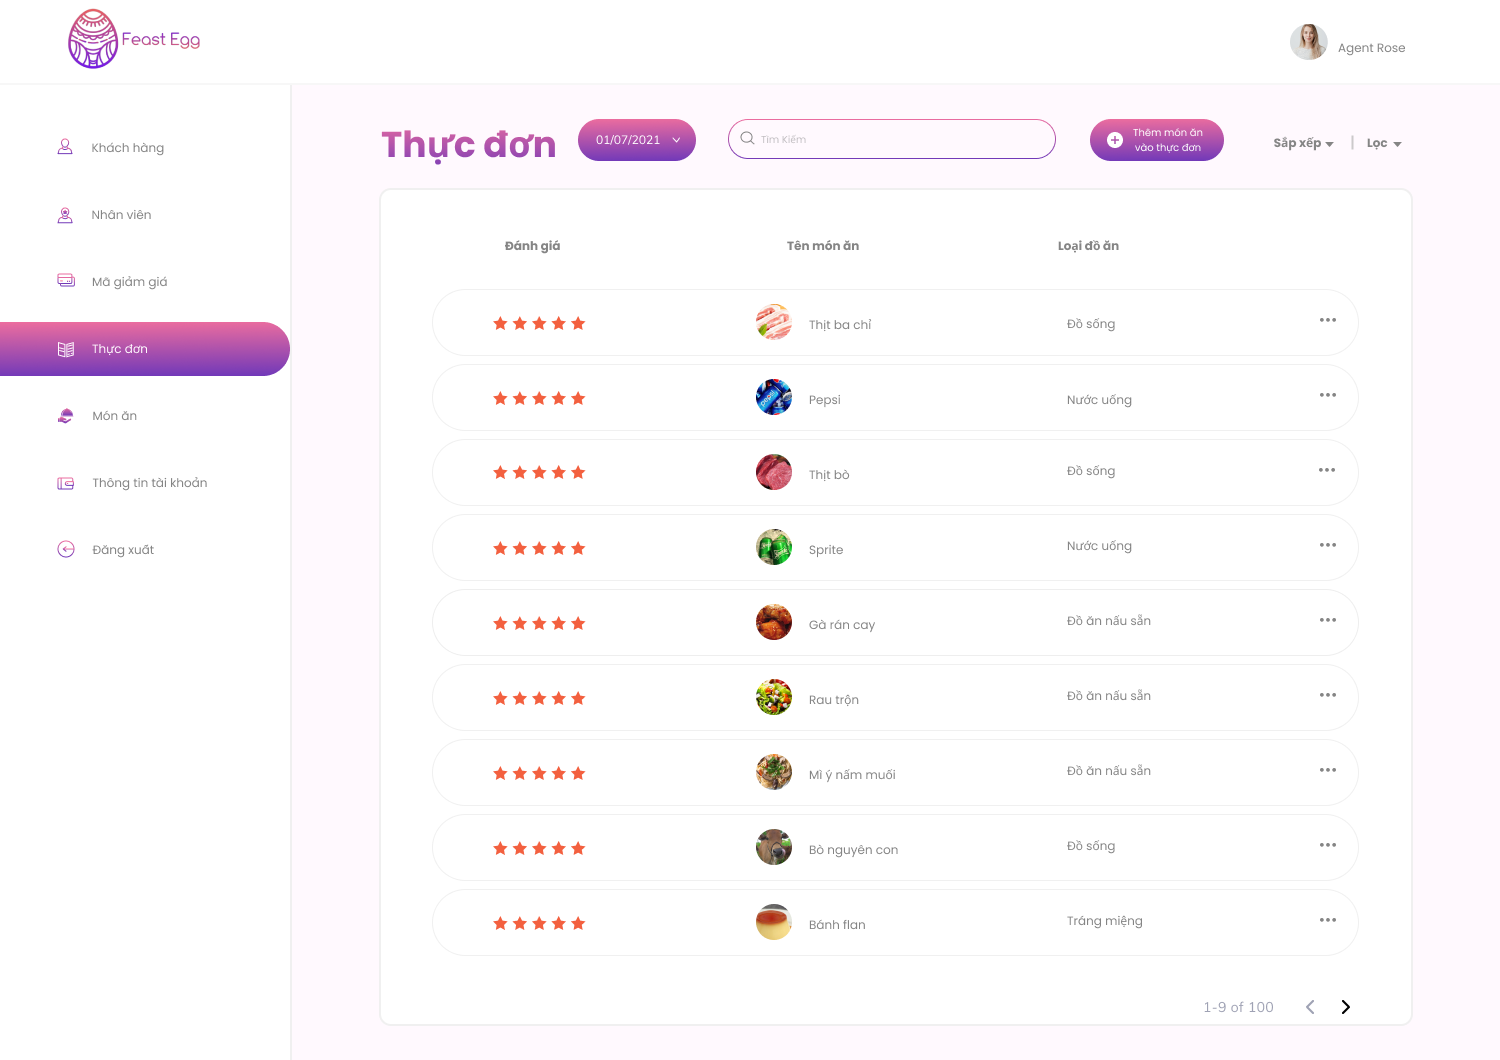 Feast Egg
Agent Rose
Khách hàng
Nhân viên
Mã giảm giá
Thực đơn
Món ăn
Thông tin tài khoản
Đăng xuất
Thực đơn
01/07/2021
Tìm Kiếm
Thêm món ăn
vào thực đơn
Sắp xếp | Lọc
Đánh giá Tên món ăn Loại đồ ăn
Thịt ba chỉ Đồ sống
Pepsi Nước uống
Thịt bò Đồ sống
Sprite Nước uống
Gà rán cay Đồ ăn nấu sẵn
Rau trộn Đồ ăn nấu sẵn
Mì ý nấm muối Đồ ăn nấu sẵn
Bò nguyên con Đồ sống
Bánh flan Tráng miệng
1-9 of 100